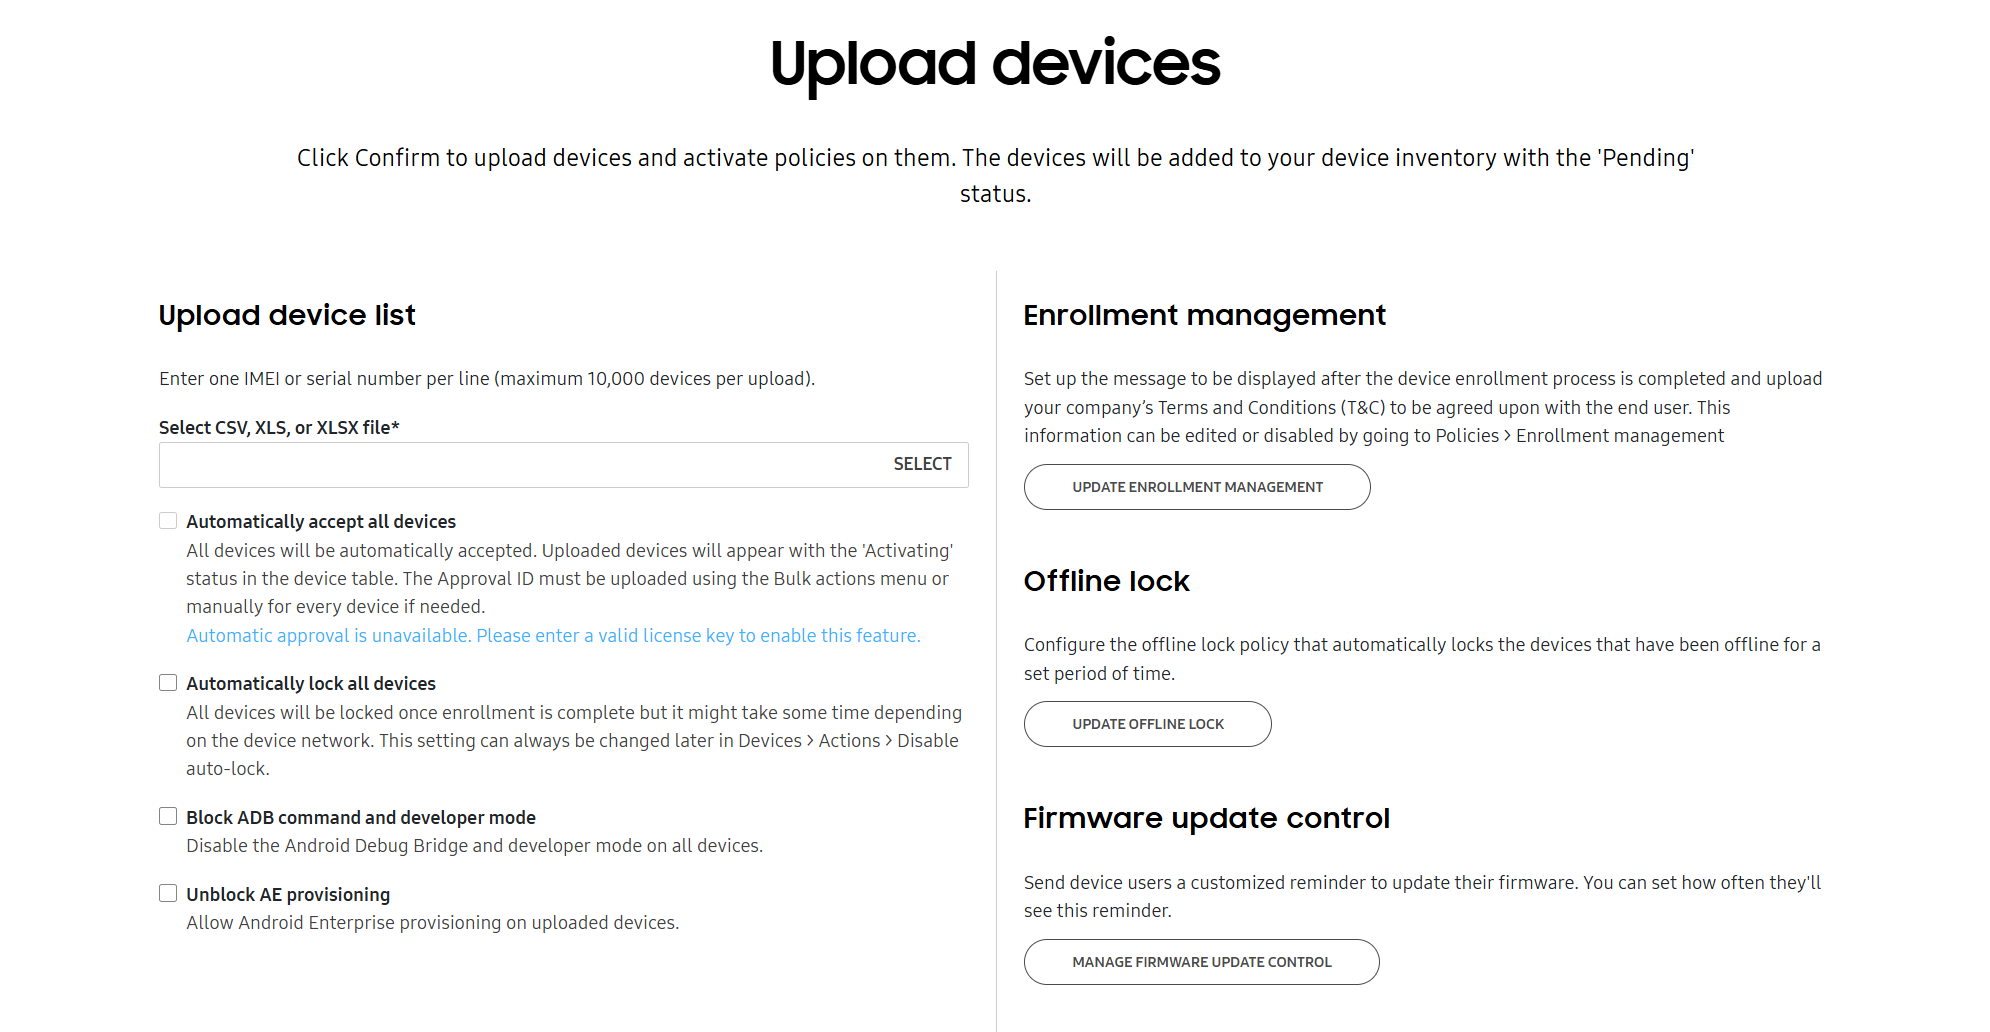 Upload devices
Click Confirm to upload devices and activate policies on them. The devices will be added to your device inventory with the 'Pending'
status.
Upload device list
Enter one IMEI or serial number per line (maximum 10,000 devices per upload).
Select CSV, XLS, or XLSX file*
SELECT
Automatically accept all devices
All devices will be automatically accepted. Uploaded devices will appear with the 'Activating'
status in the device table. The Approval ID must be uploaded using the Bulk actions menu or
manually for every device if needed.
Automatic approval is unavailable. Please enter a valid license key to enable this feature.
Automatically lock all devices
All devices will be locked once enrollment is complete but it might take some time depending
on the device network. This setting can always be changed later in Devices > Actions > Disable
auto-lock.
Block ADB command and developer mode
Disable the Android Debug Bridge and developer mode on all devices.
Unblock AE provisioning
Allow Android Enterprise provisioning on uploaded devices.
Enrollment management
Set up the message to be displayed after the device enrollment process is completed and upload
your company’s Terms and Conditions (T&C) to be agreed upon with the end user. This
information can be edited or disabled by going to Policies > Enrollment management
UPDATE ENROLLMENT MANAGEMENT
Offline lock
Configure the offline lock policy that automatically locks the devices that have been offline for a
set period of time.
UPDATE OFFLINE LOCK
Firmware update control
Send device users a customized reminder to update their firmware. You can set how often they'll
see this reminder.
MANAGE FIRMWARE UPDATE CONTROL